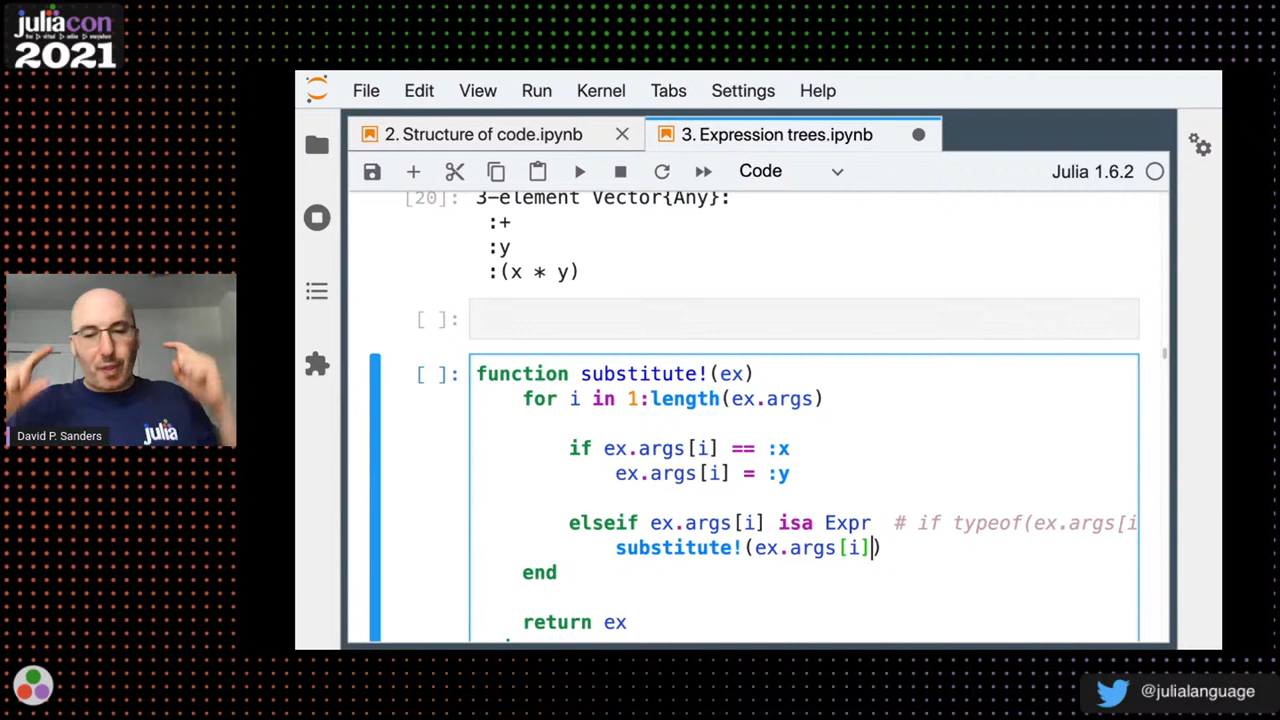 juliacon
2021
File Edit View Run Kernel Tabs Settings Help
2. Structure of code.ipynb
3. Expression trees.ipynb
Code
Julia 1.6.2
[20]: 3-element Vector{Any}:
:+
:y
:(x * y)
[ ]:
[ ]: function substitute!(ex)
for i in 1:length(ex.args)
if ex.args[i] == :x
ex.args[i] = :y
elseif ex.args[i] isa Expr # if typeof(ex.args[i
substitute!(ex.args[i])
end
return ex
David P. Sanders
julia
@julialanguage